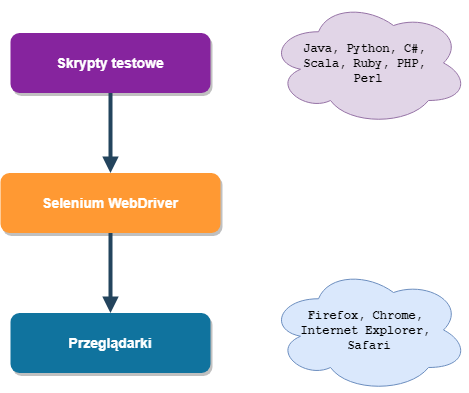 Skrypty testowe
Java, Python, C#,
Scala, Ruby, PHP,
Perl
Selenium WebDriver
Przeglądarki
Firefox, Chrome,
Internet Explorer,
Safari